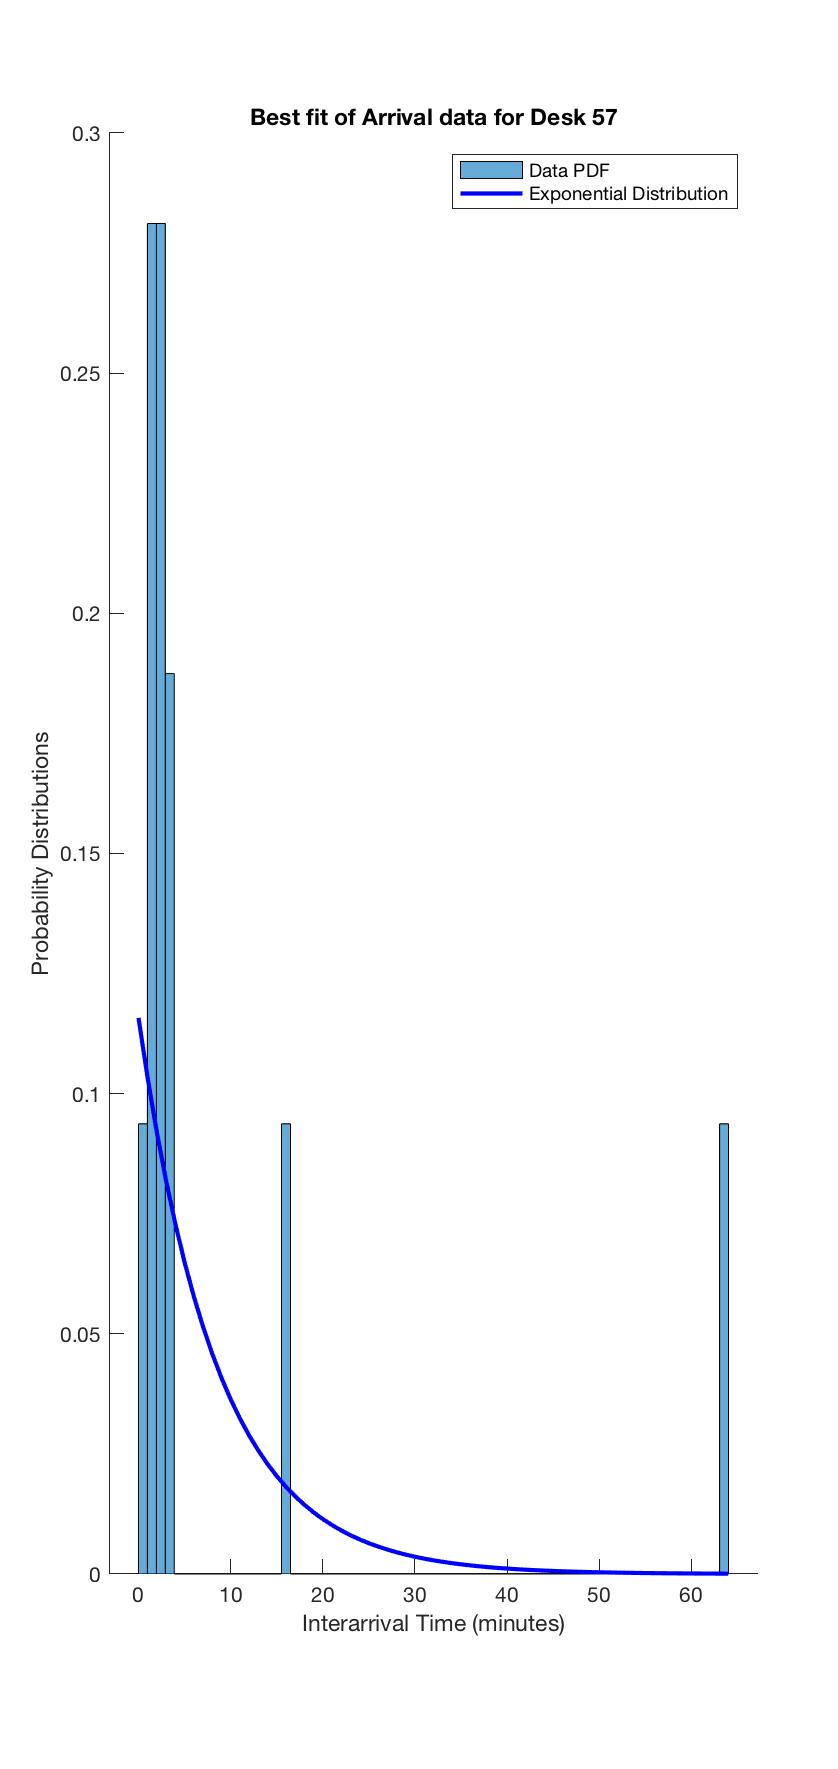 Best fit of Arrival data for Desk 57
Data PDF
Exponential Distribution
0.3
0.25
0.2
0.15
0.1
0.05
0
Probability Distributions
0 10 20 30 40 50 60
Interarrival Time (minutes)